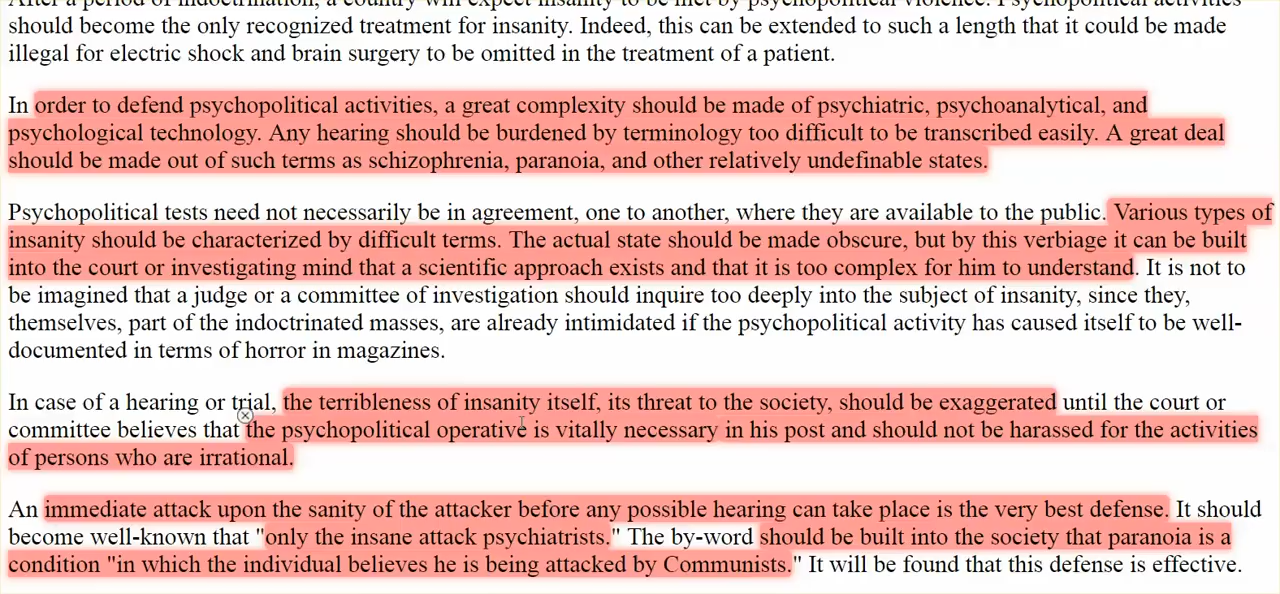 After a period of indoctrination, a country will expect insanity to be met by psychopolitical violence. Psychopolitical activities
should become the only recognized treatment for insanity. Indeed, this can be extended to such a length that it could be made
illegal for electric shock and brain surgery to be omitted in the treatment of a patient.
In order to defend psychopolitical activities, a great complexity should be made of psychiatric, psychoanalytical, and
psychological technology. Any hearing should be burdened by terminology too difficult to be transcribed easily. A great deal
should be made out of such terms as schizophrenia, paranoia, and other relatively undefinable states.
Psychopolitical tests need not necessarily be in agreement, one to another, where they are available to the public. Various types of
insanity should be characterized by difficult terms. The actual state should be made obscure, but by this verbiage it can be built
into the court or investigating mind that a scientific approach exists and that it is too complex for him to understand. It is not to
be imagined that a judge or a committee of investigation should inquire too deeply into the subject of insanity, since they,
themselves, part of the indoctrinated masses, are already intimidated if the psychopolitical activity has caused itself to be well-
documented in terms of horror in magazines.
In case of a hearing or trial, the terribleness of insanity itself, its threat to the society, should be exaggerated until the court or
committee believes that the psychopolitical operative is vitally necessary in his post and should not be harassed for the activities
of persons who are irrational.
An immediate attack upon the sanity of the attacker before any possible hearing can take place is the very best defense. It should
become well-known that "only the insane attack psychiatrists." The by-word should be built into the society that paranoia is a
condition "in which the individual believes he is being attacked by Communists." It will be found that this defense is effective.